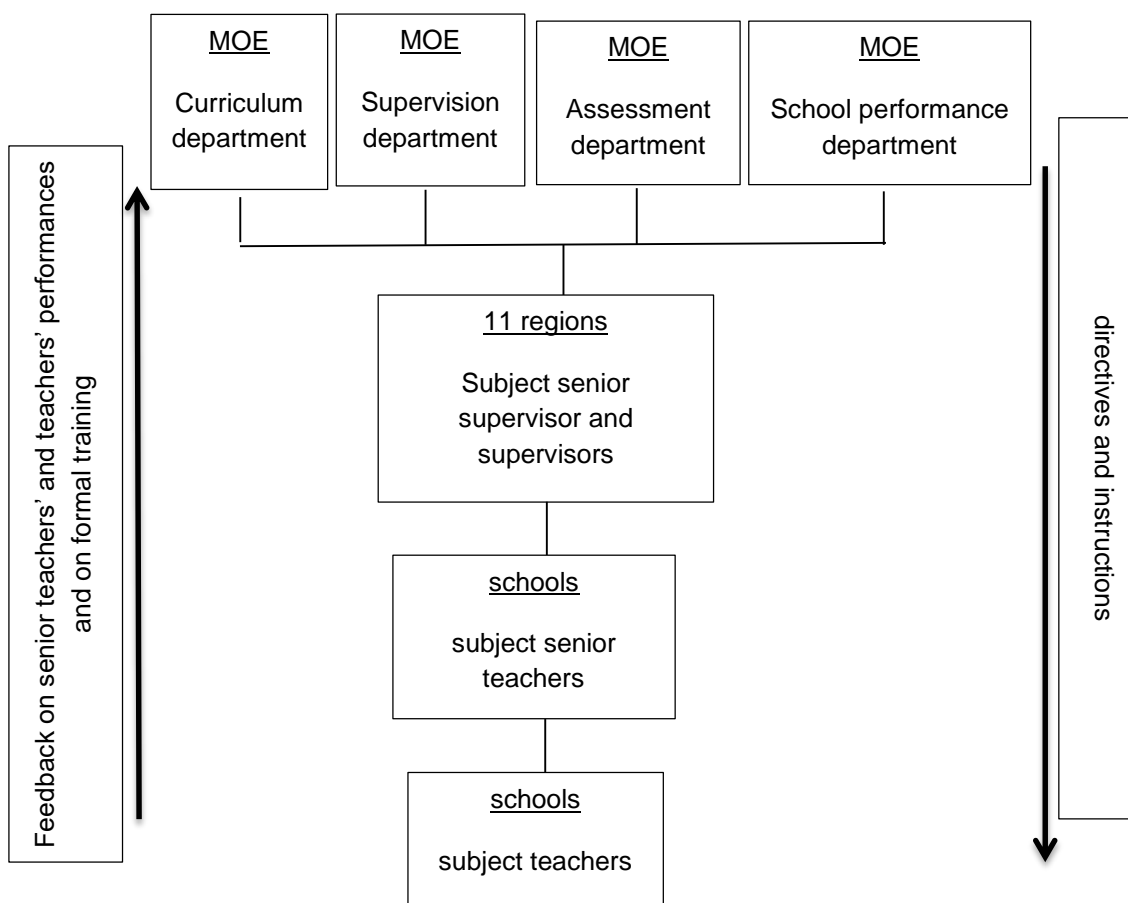 MOE
Curriculum
department
MOE
Supervision
department
MOE
Assessment
department
MOE
School performance
department
Feedback on senior teachers’ and teachers’ performances
and on formal training
directives and instructions
11 regions
Subject senior
supervisor and
supervisors
schools
subject senior
teachers
schools
subject teachers